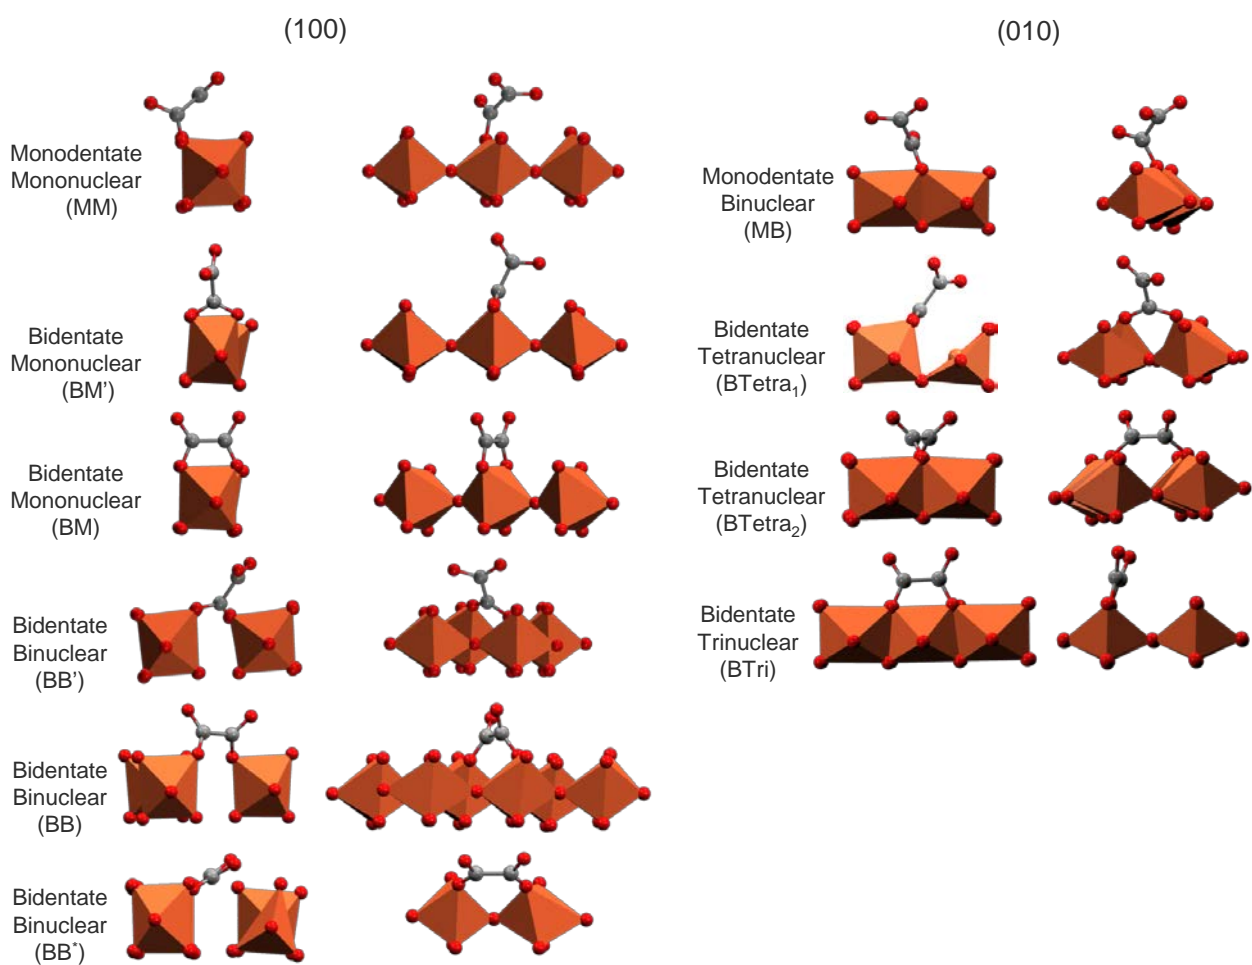 (100)
Monodentate
Mononuclear
(MM)
Bidentate
Mononuclear
(BM’)
Bidentate
Mononuclear
(BM)
Bidentate
Binuclear
(BB’)
Bidentate
Binuclear
(BB)
Bidentate
Binuclear
(BB*)
(010)
Monodentate
Binuclear
(MB)
Bidentate
Tetranuclear
(BTetra₁)
Bidentate
Tetranuclear
(BTetra₂)
Bidentate
Trinuclear
(BTri)